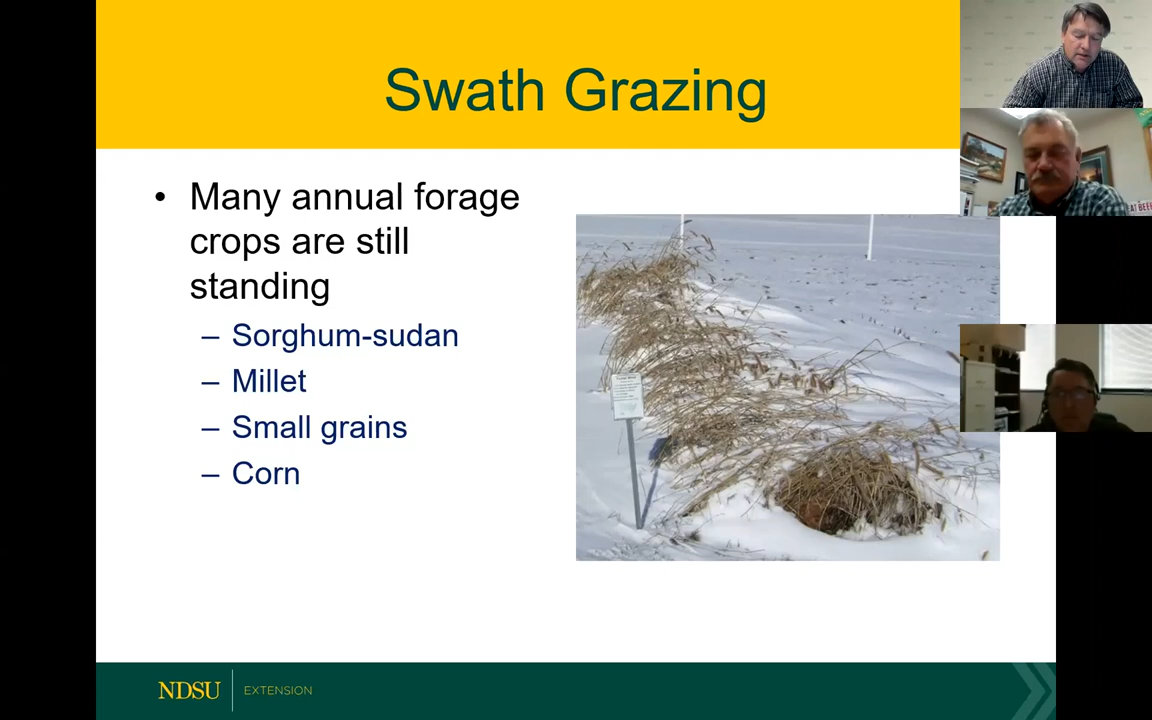 Swath Grazing
• Many annual forage
crops are still
standing
– Sorghum-sudan
– Millet
– Small grains
– Corn
NDSU EXTENSION